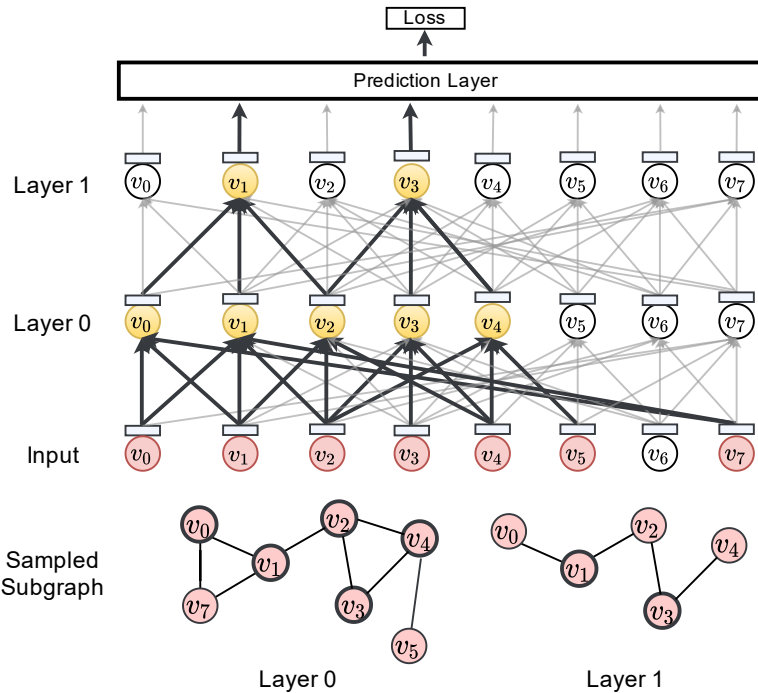 Loss
Prediction Layer
Layer 1
v0 v1 v2 v3 v4 v5 v6 v7
Layer 0
v0 v1 v2 v3 v4 v5 v6 v7
Input
v0 v1 v2 v3 v4 v5 v6 v7
Sampled
Subgraph
v0 v1 v2 v4 v7 v3 v5
v0 v2 v4 v1 v3
Layer 0
Layer 1